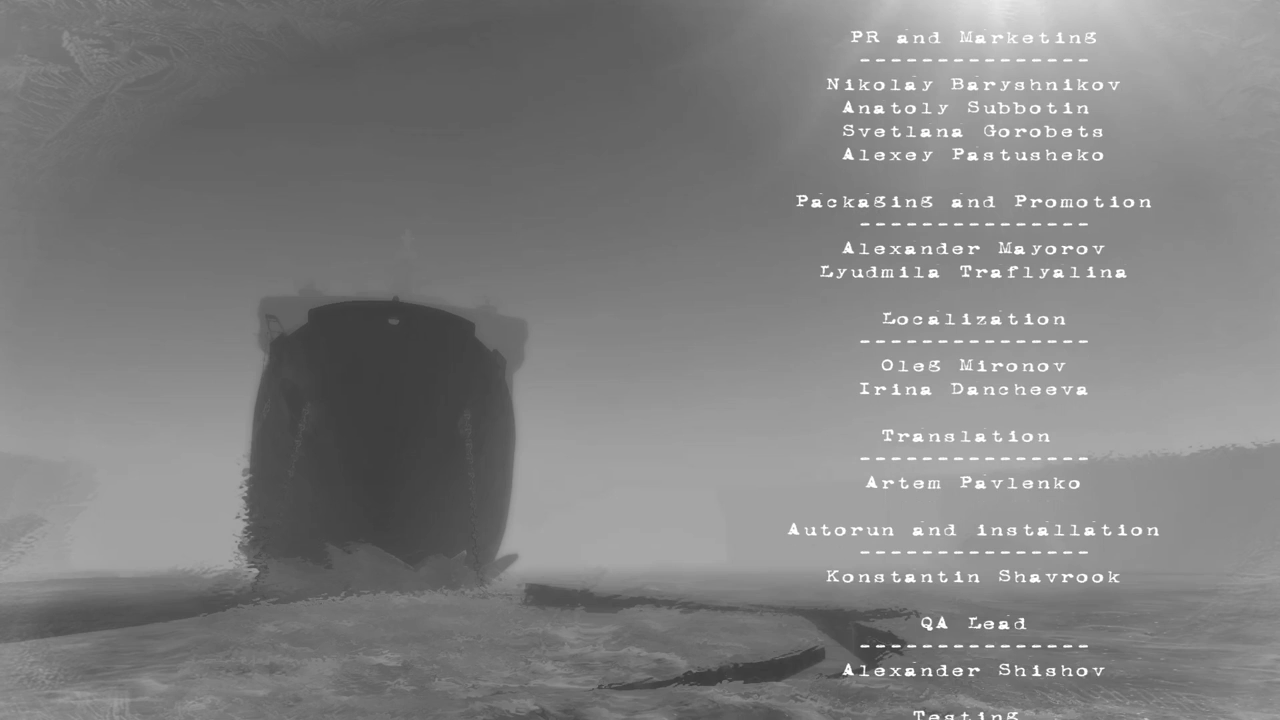 PR and Marketing
---------------
Nikolay Baryshnikov
Anatoly Subbotin
Svetlana Gorobets
Alexey Pastusheko
Packaging and Promotion
---------------
Alexander Mayorov
Lyudmila Traflyalina
Localization
---------------
Oleg Mironov
Irina Dancheeva
Translation
---------------
Artem Pavlenko
Autorun and installation
---------------
Konstantin Shavrook
QA Lead
---------------
Alexander Shishov
Testing